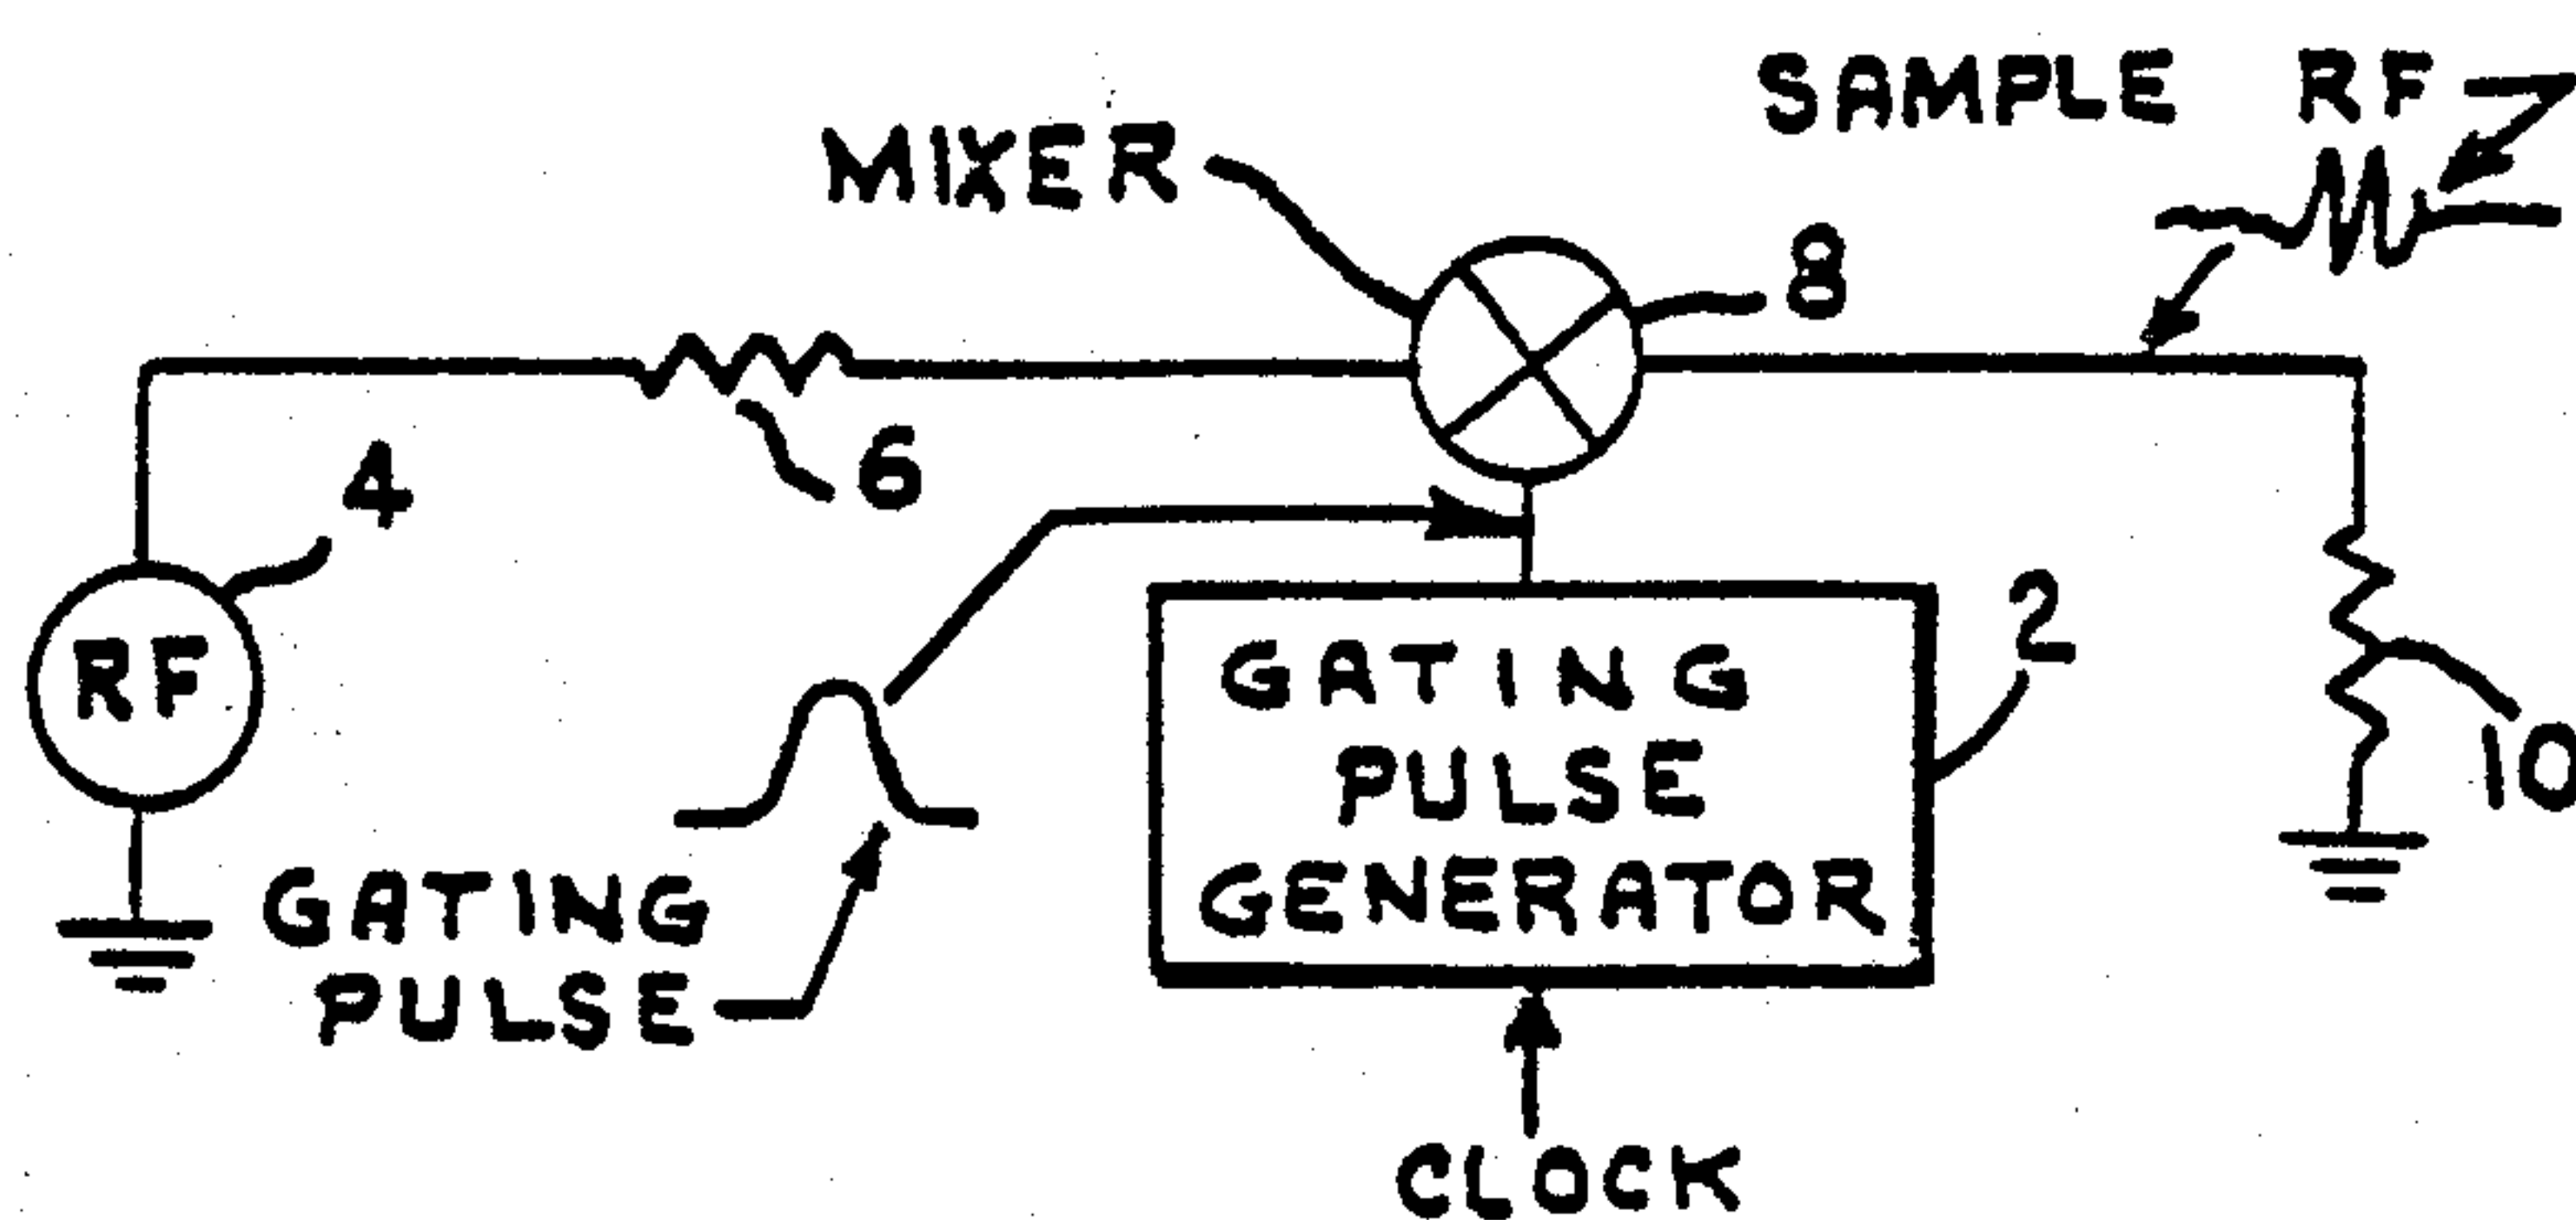 SAMPLE RF
MIXER
8
6
4
RF
2
GATING
PULSE
GENERATOR
10
GATING
PULSE
CLOCK